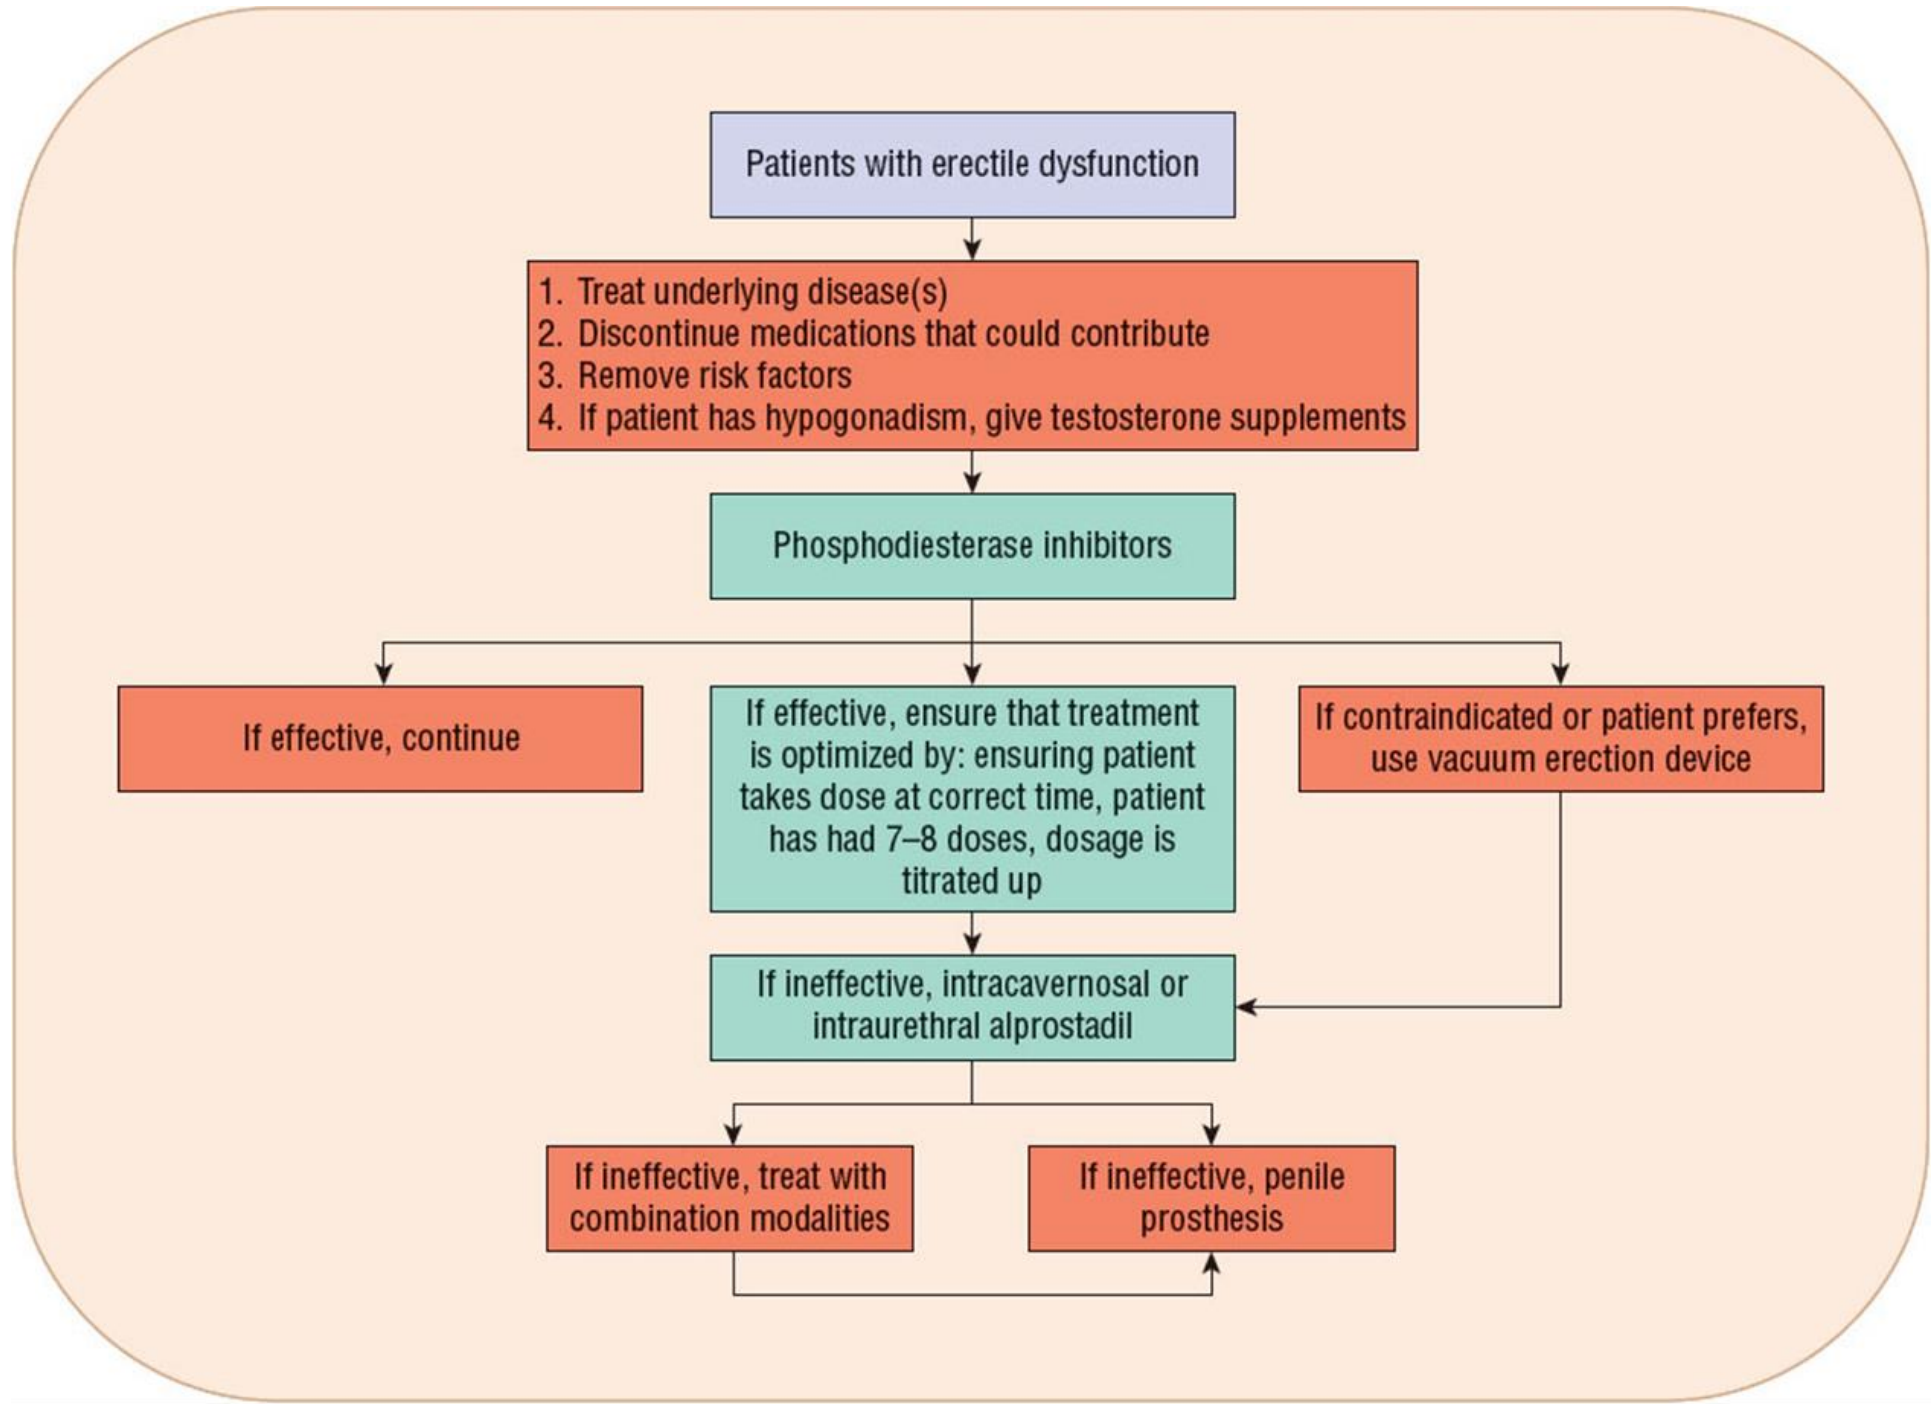 Patients with erectile dysfunction
1. Treat underlying disease(s)
2. Discontinue medications that could contribute
3. Remove risk factors
4. If patient has hypogonadism, give testosterone supplements
Phosphodiesterase inhibitors
If effective, continue
If effective, ensure that treatment
is optimized by: ensuring patient
takes dose at correct time, patient
has had 7–8 doses, dosage is
titrated up
If contraindicated or patient prefers,
use vacuum erection device
If ineffective, intracavernosal or
intraurethral alprostadil
If ineffective, treat with
combination modalities
If ineffective, penile
prosthesis